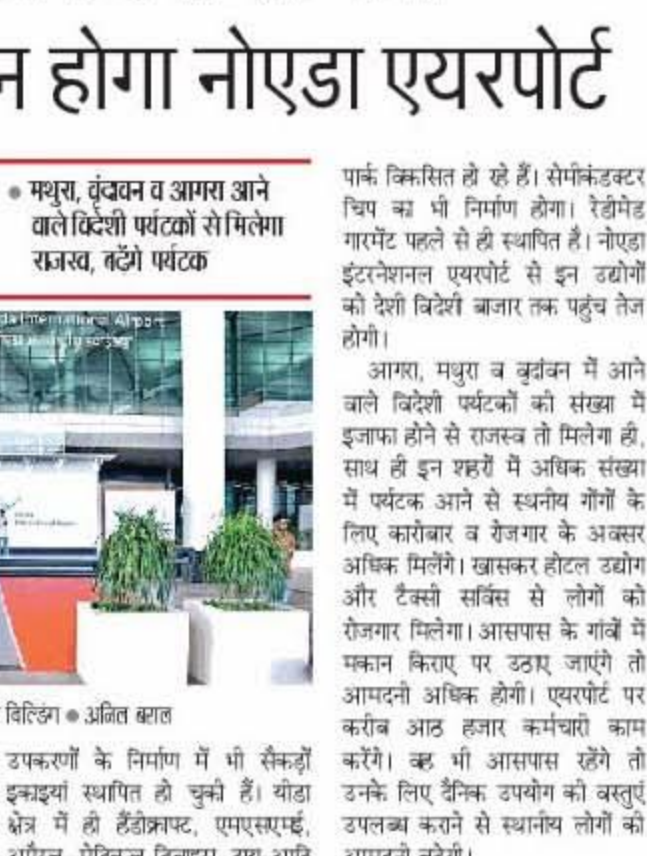 होगा नोएडा एयरपोर्ट
● मथुरा, वृंदावन व आगरा आने
वाले विदेशी पर्यटकों से मिलेगा
राजस्व, बढ़ेंगे पर्यटक
International Airport
बिल्डिंग ● अनिल बराल
उपकरणों के निर्माण में भी सैकड़ों
इकाइयां स्थापित हो चुकी हैं। यीडा
क्षेत्र में ही हैंडीक्राफ्ट, एमएसएमई,
पार्क विकसित हो रहे हैं। सेमीकंडक्टर
चिप का भी निर्माण होगा। रेडीमेड
गारमेंट पहले से ही स्थापित है। नोएडा
इंटरनेशनल एयरपोर्ट से इन उद्योगों
को देशी विदेशी बाजार तक पहुंच तेज
होगी।
आगरा, मथुरा व वृदांवन में आने
वाले विदेशी पर्यटकों की संख्या में
इजाफा होने से राजस्व तो मिलेगा ही,
साथ ही इन शहरों में अधिक संख्या
में पर्यटक आने से स्थनीय गोंगों के
लिए कारोबार व रोजगार के अवसर
अधिक मिलेंगे। खासकर होटल उद्योग
और टैक्सी सर्विस से लोगों को
रोजगार मिलेगा। आसपास के गांवों में
मकान किराए पर उठाए जाएंगे तो
आमदनी अधिक होगी। एयरपोर्ट पर
करीब आठ हजार कर्मचारी काम
करेंगे। वह भी आसपास रहेंगे तो
उनके लिए दैनिक उपयोग की वस्तुएं
उपलब्ध कराने से स्थानीय लोगों की